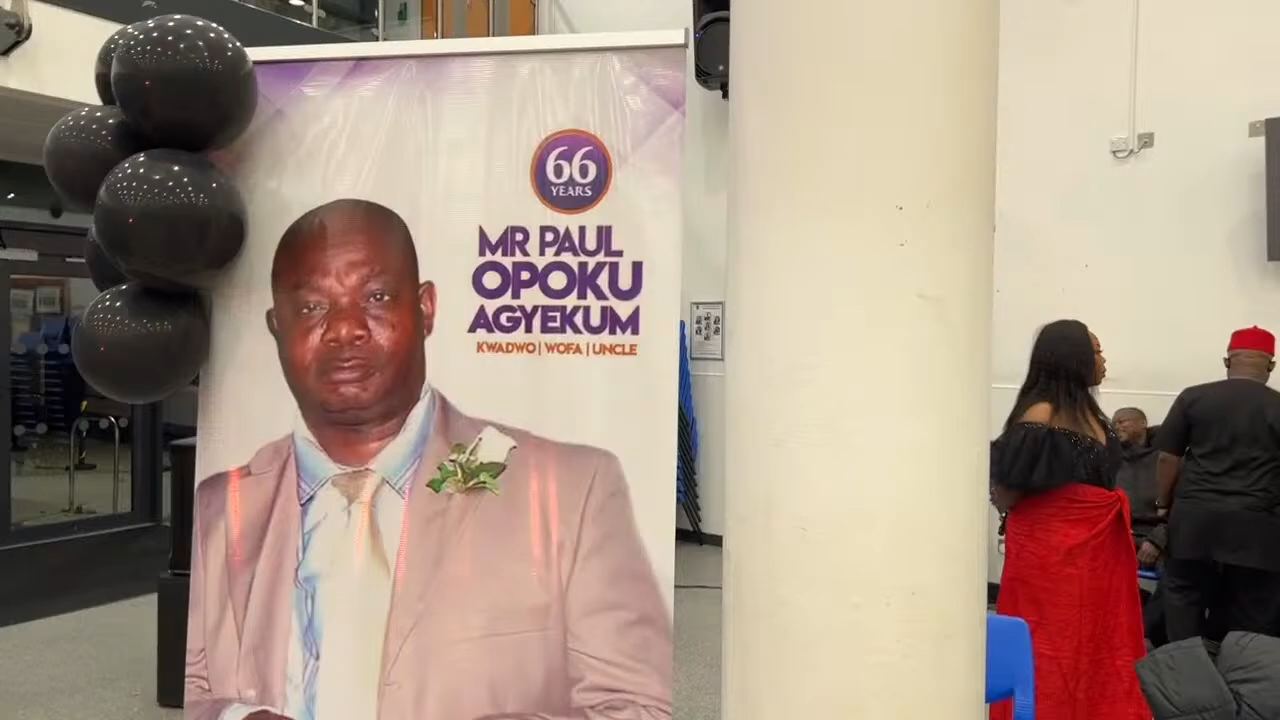 66
YEARS
MR PAUL
OPOKU
AGYEKUM
KWADWO | WOFA | UNCLE